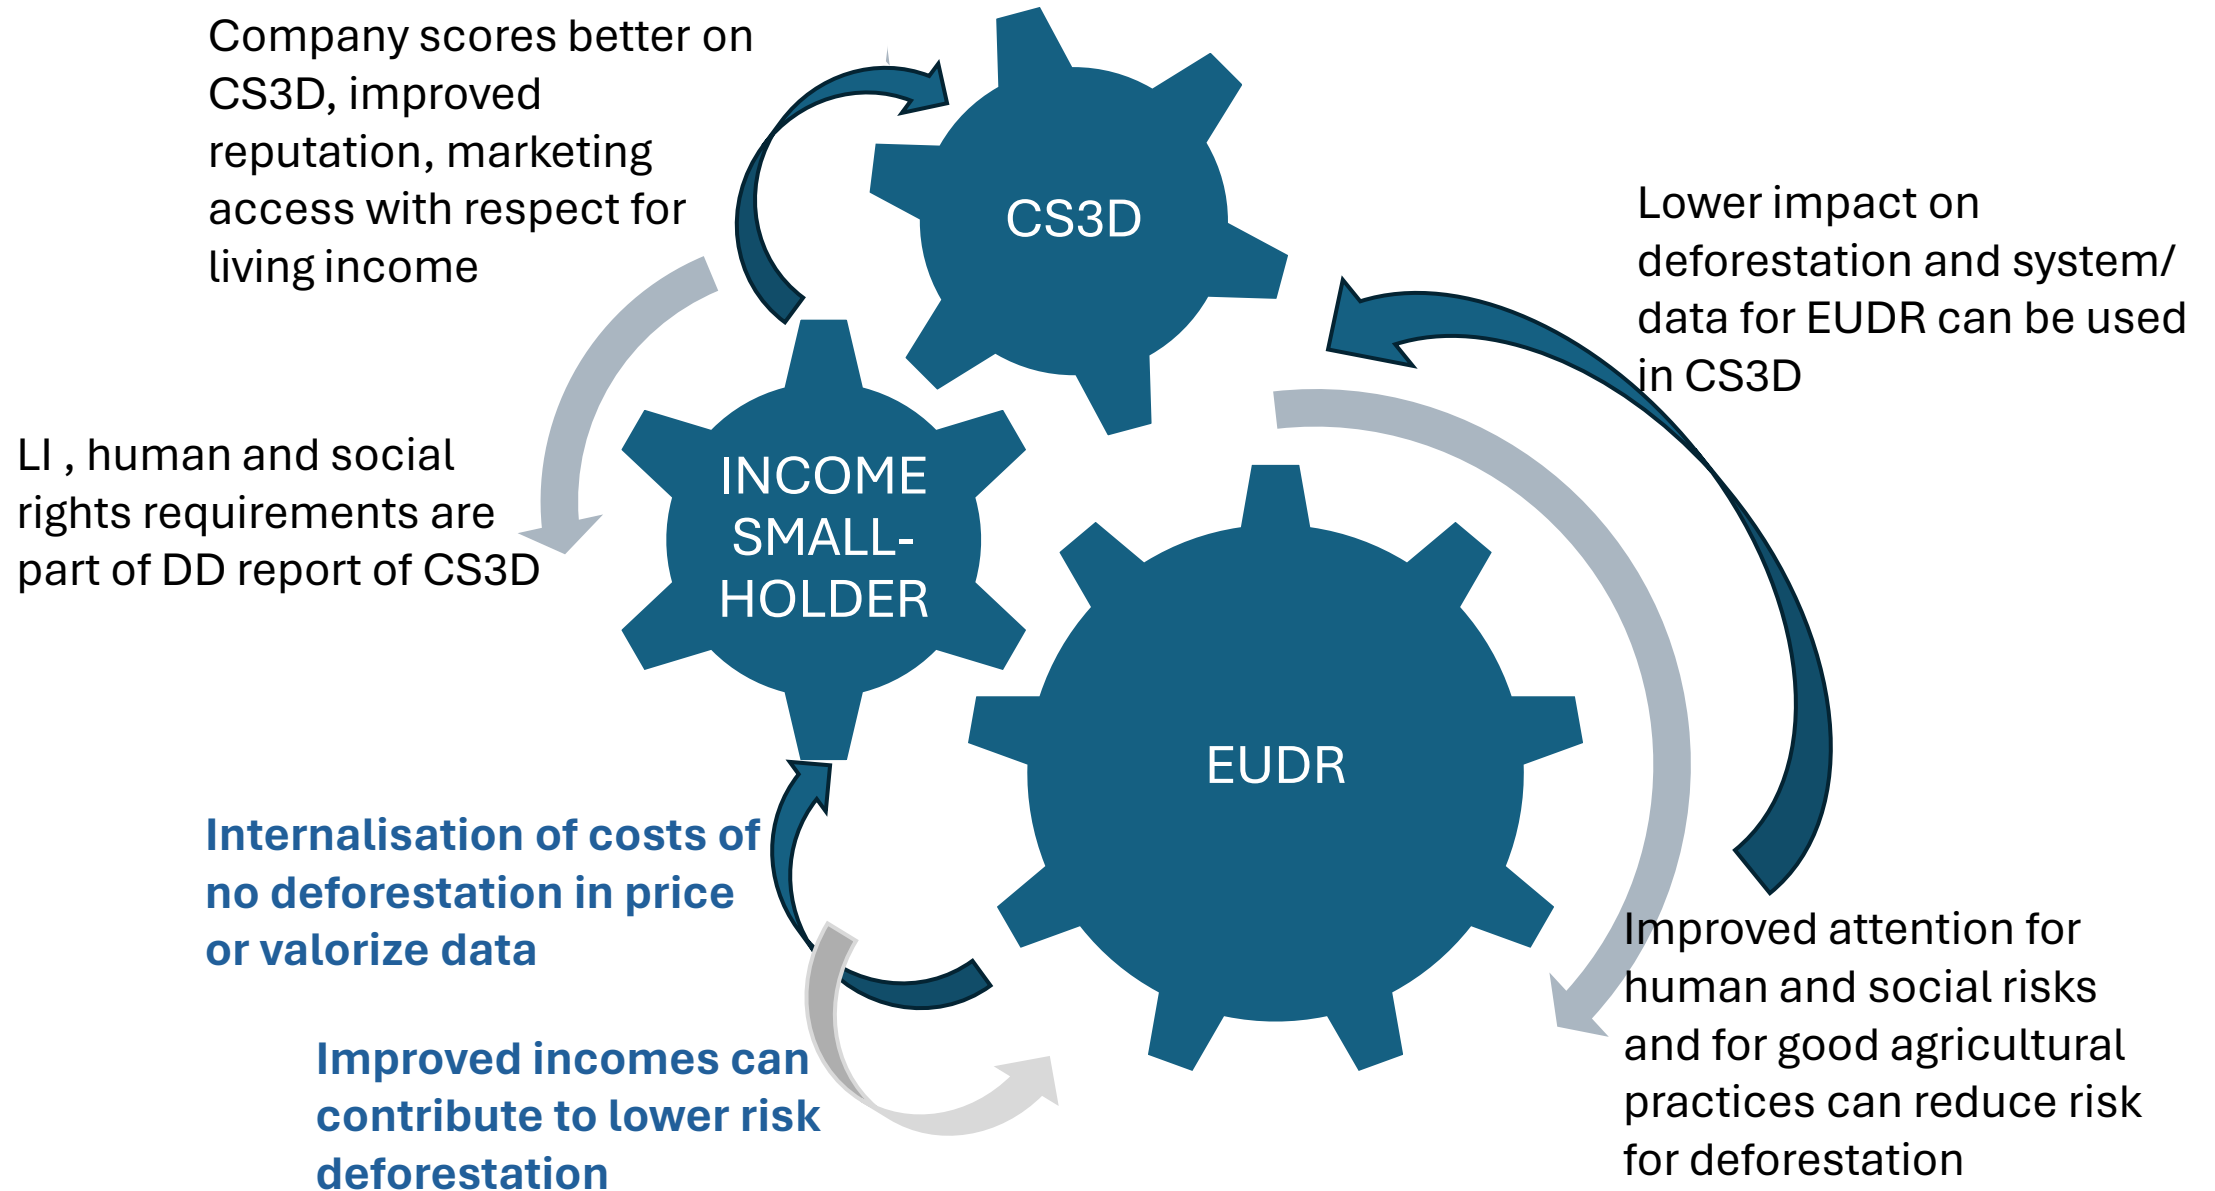 Company scores better on
CS3D, improved
reputation, marketing
access with respect for
living income
CS3D
Lower impact on
deforestation and system/
data for EUDR can be used
in CS3D
LI , human and social
rights requirements are
part of DD report of CS3D
INCOME
SMALL-
HOLDER
EUDR
Internalisation of costs of
no deforestation in price
or valorize data
Improved incomes can
contribute to lower risk
deforestation
Improved attention for
human and social risks
and for good agricultural
practices can reduce risk
for deforestation